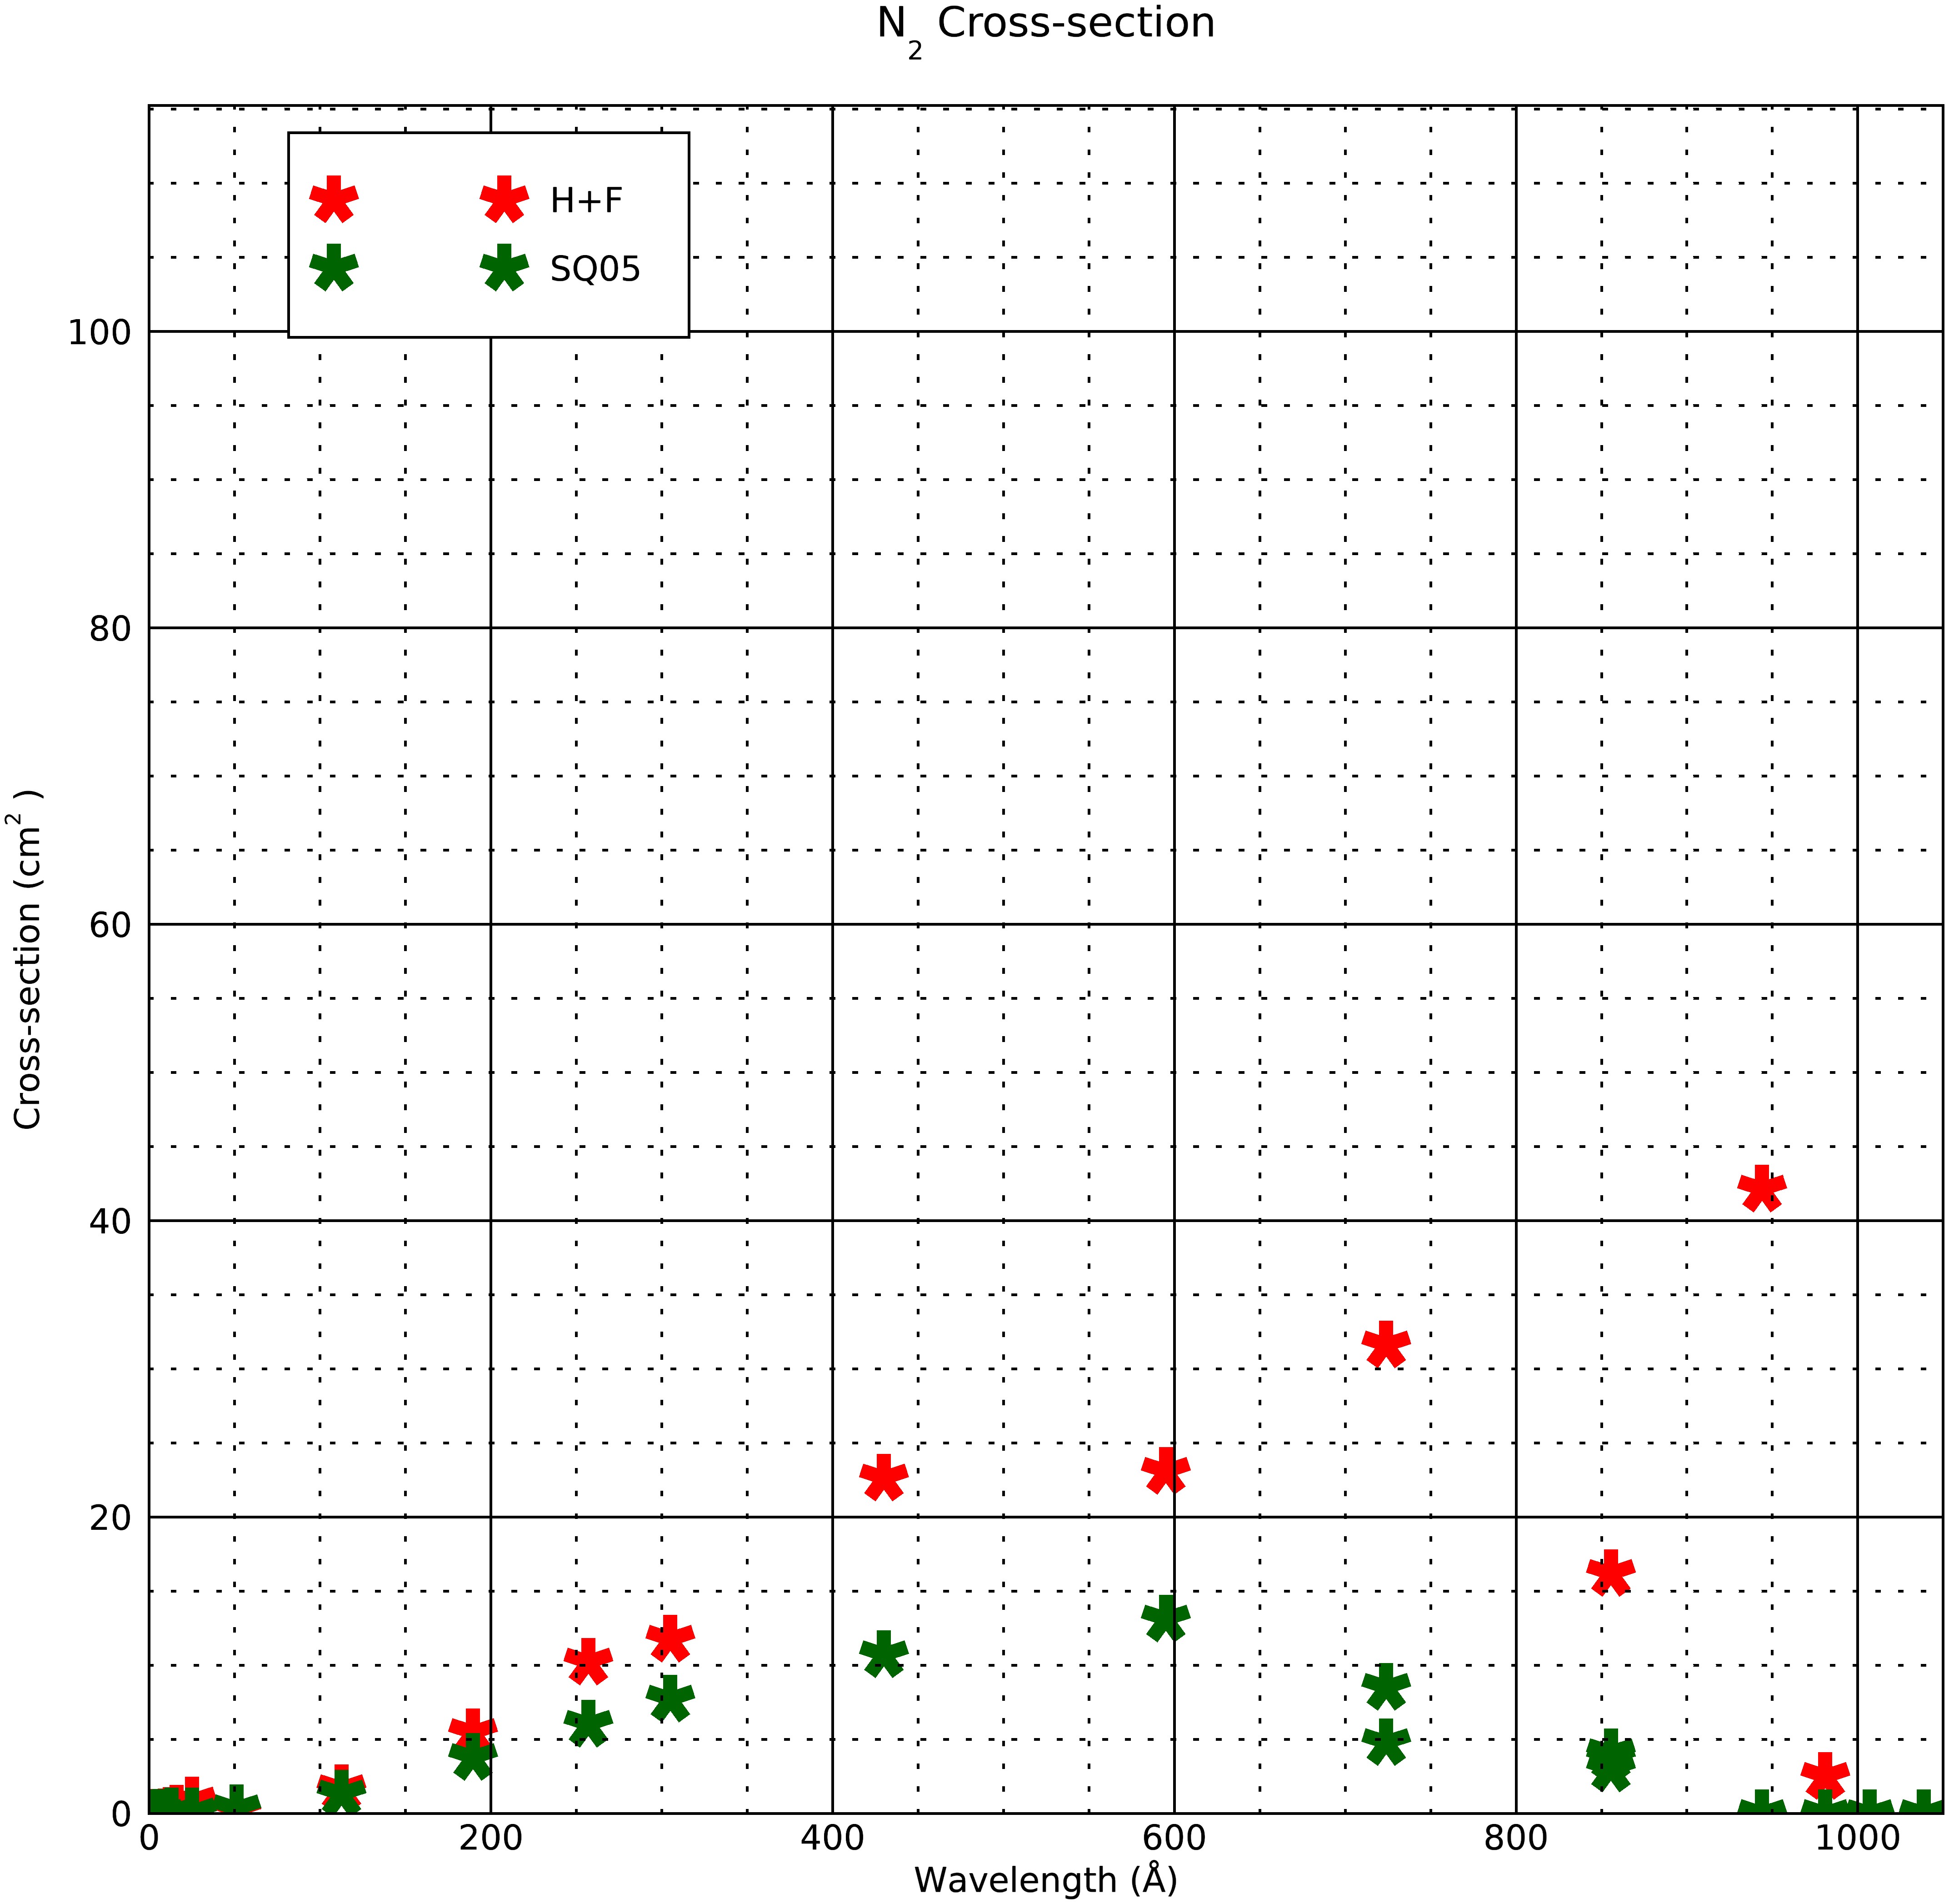 N₂ Cross-section
H+F
SQ05
100
80
60
40
20
0
Cross-section (cm²)
0 200 400 600 800 1000
Wavelength (Å)